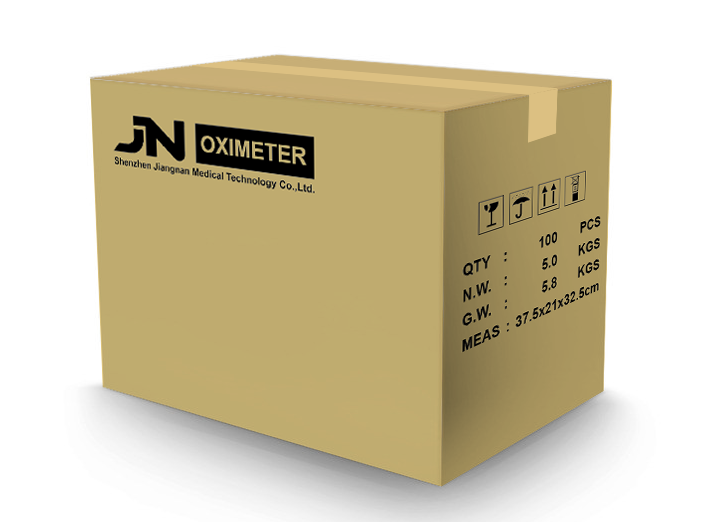 JN OXIMETER
Shenzhen Jiangnan Medical Technology Co.,Ltd.
QTY : 100 PCS
N.W. : 5.0 KGS
G.W. : 5.8 KGS
MEAS : 37.5x21x32.5cm